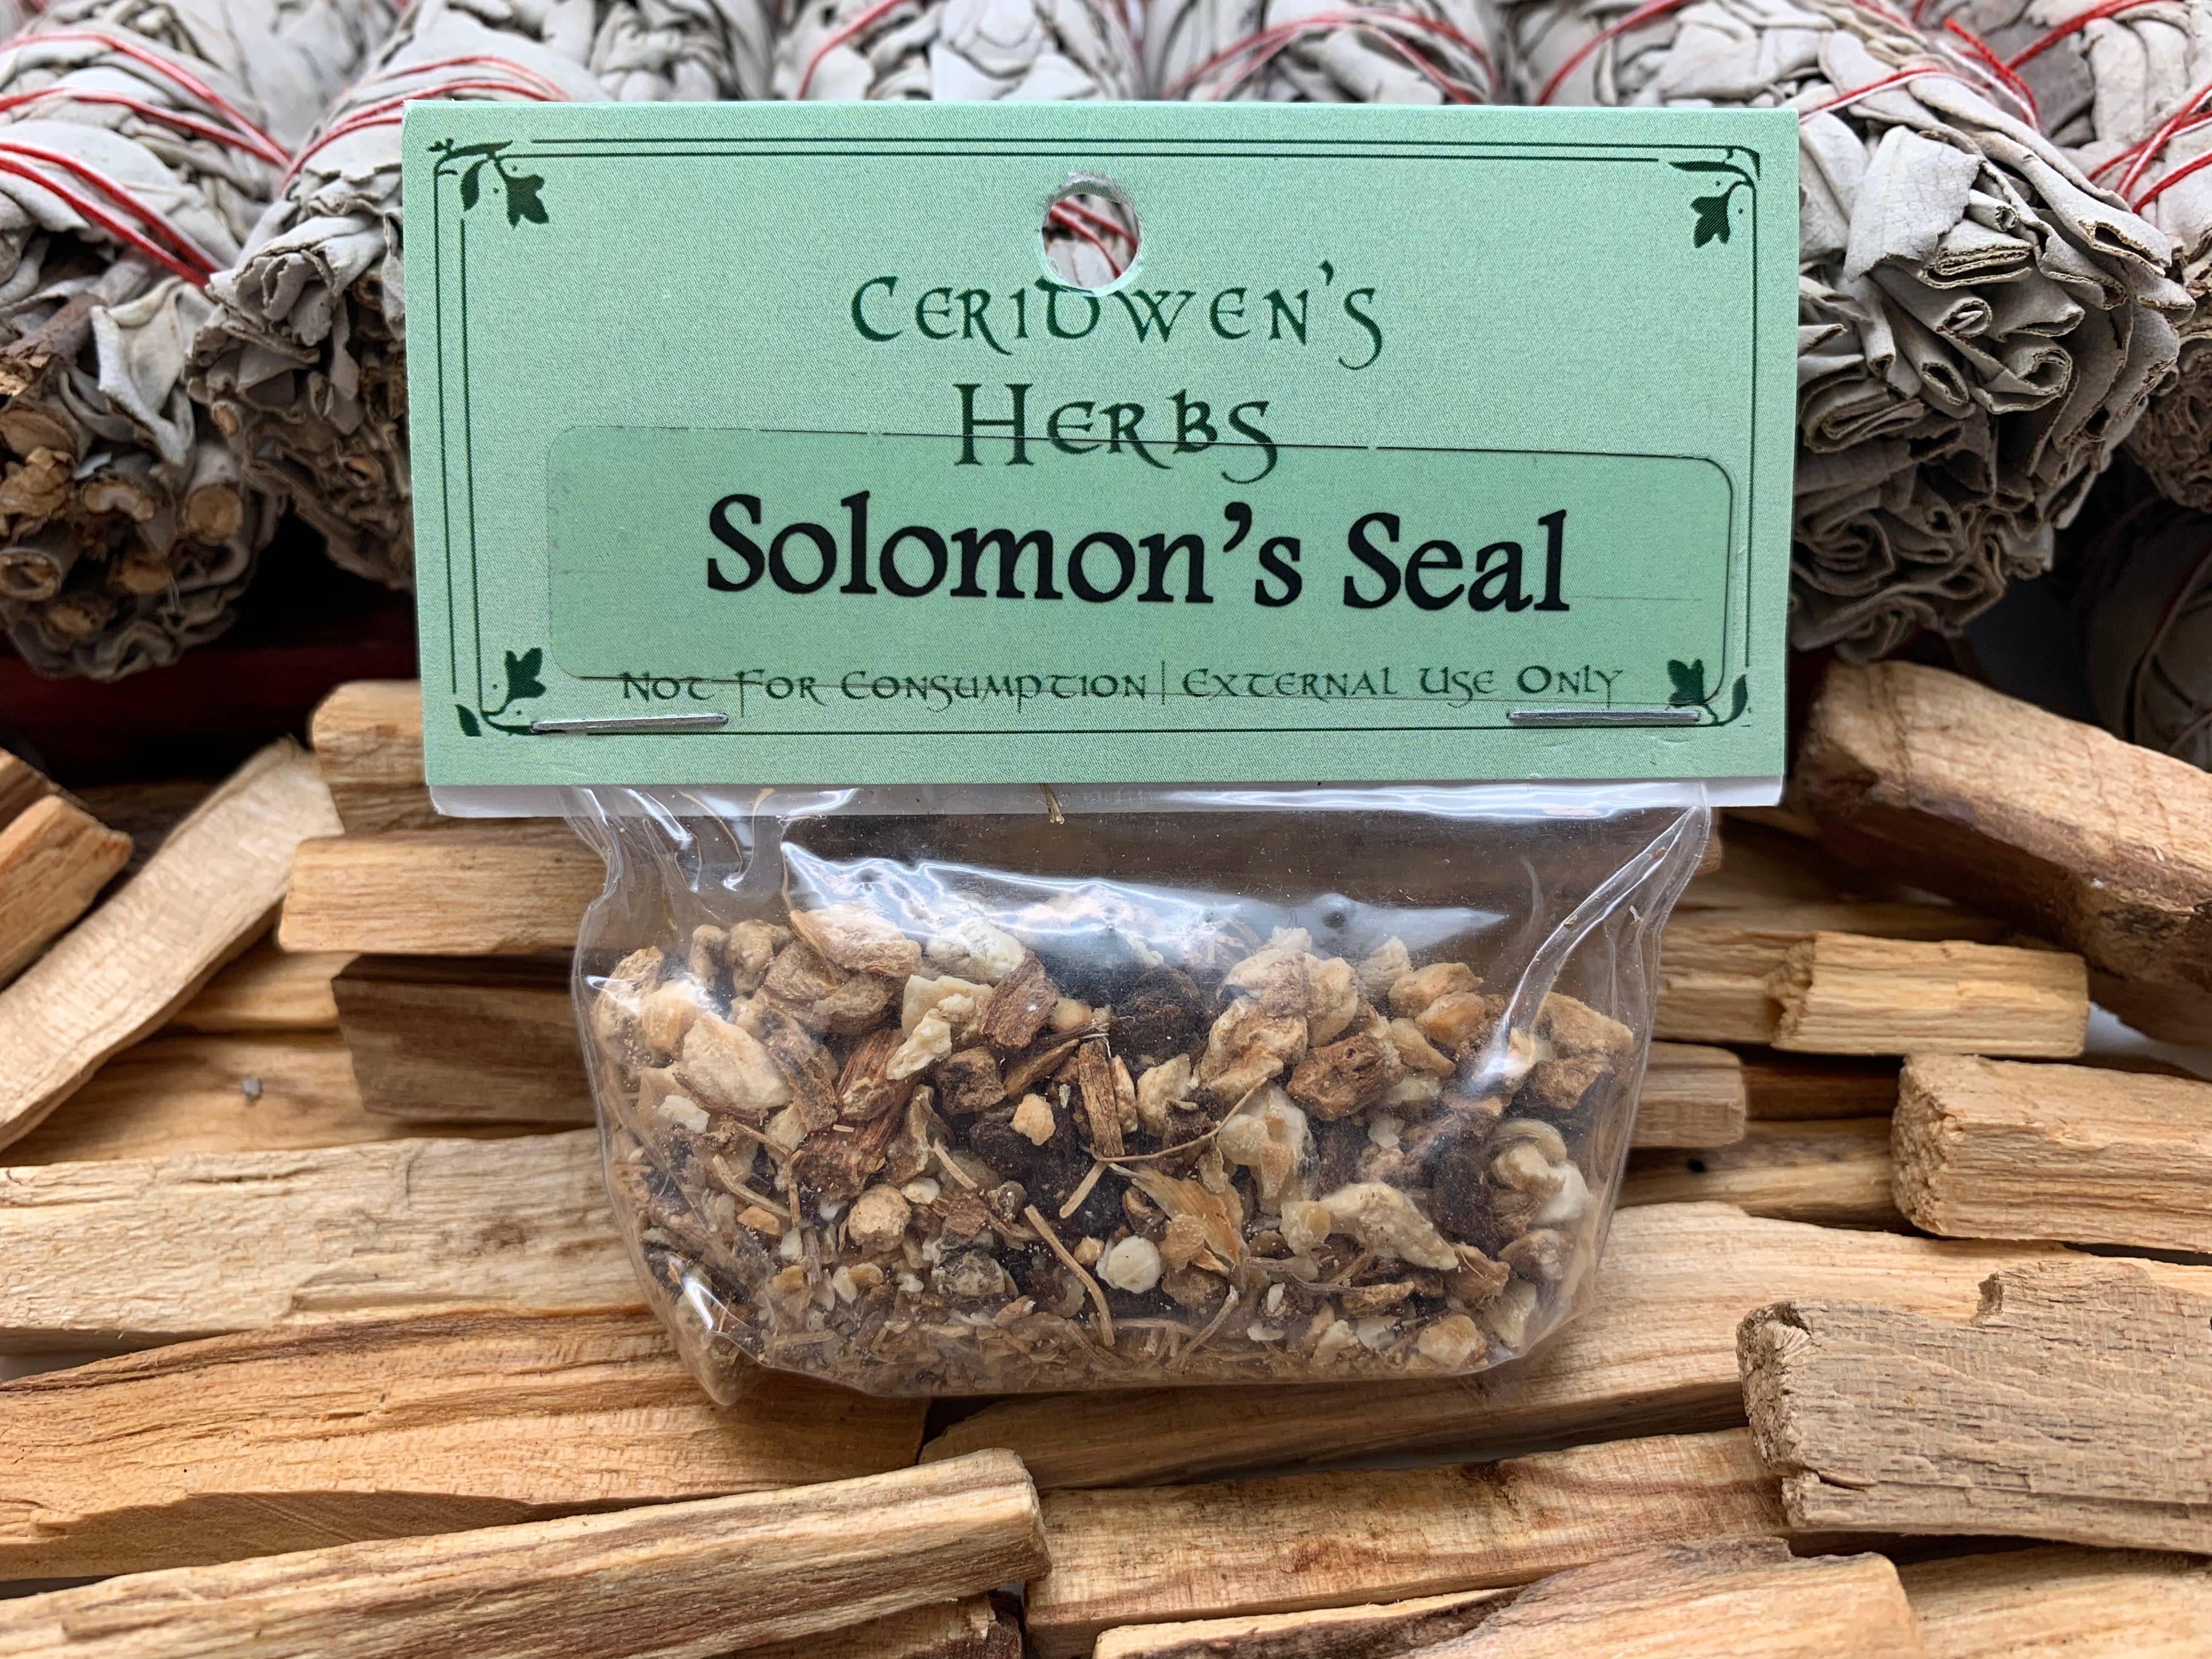 Ceridwen's
Herbs
Solomon's Seal
Not For Consumption | External Use Only